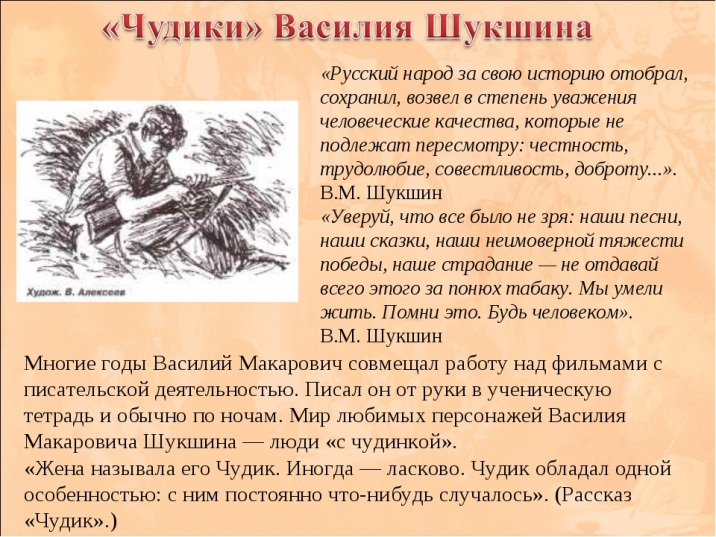 «Чудики» Василия Шукшина
«Русский народ за свою историю отобрал,
сохранил, возвел в степень уважения
человеческие качества, которые не
подлежат пересмотру: честность,
трудолюбие, совестливость, доброту...».
В.М. Шукшин
«Уверуй, что все было не зря: наши песни,
наши сказки, наши неимоверной тяжести
победы, наше страдание — не отдавай
всего этого за понюх табаку. Мы умели
жить. Помни это. Будь человеком».
В.М. Шукшин
Худож. В. Алексеев
Многие годы Василий Макарович совмещал работу над фильмами с
писательской деятельностью. Писал он от руки в ученическую
тетрадь и обычно по ночам. Мир любимых персонажей Василия
Макаровича Шукшина — люди «с чудинкой».
«Жена называла его Чудик. Иногда — ласково. Чудик обладал одной
особенностью: с ним постоянно что-нибудь случалось». (Рассказ
«Чудик».)